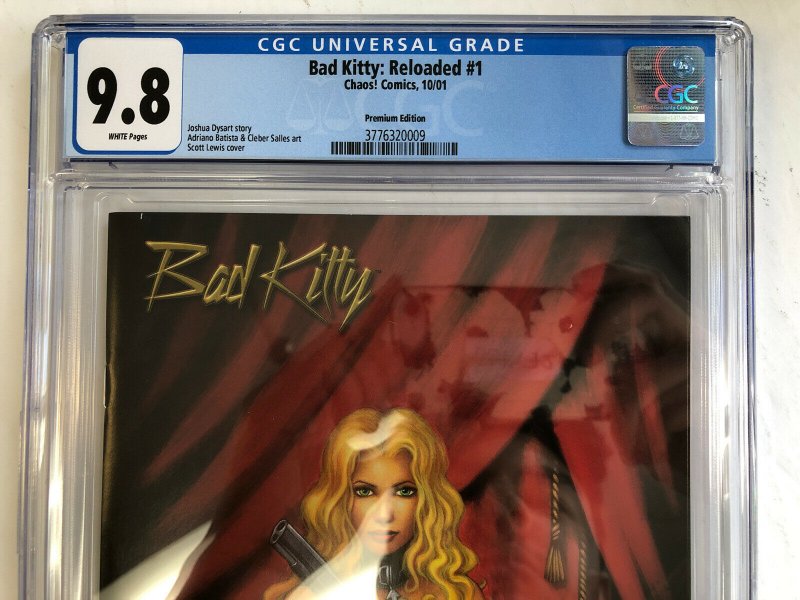 CGC UNIVERSAL GRADE
9.8
WHITE Pages
Bad Kitty: Reloaded #1
Chaos! Comics, 10/01
Premium Edition
3776320009
Joshua Dysart story
Adriano Batista & Cleber Salles art
Scott Lewis cover
CGC
Bad Kitty